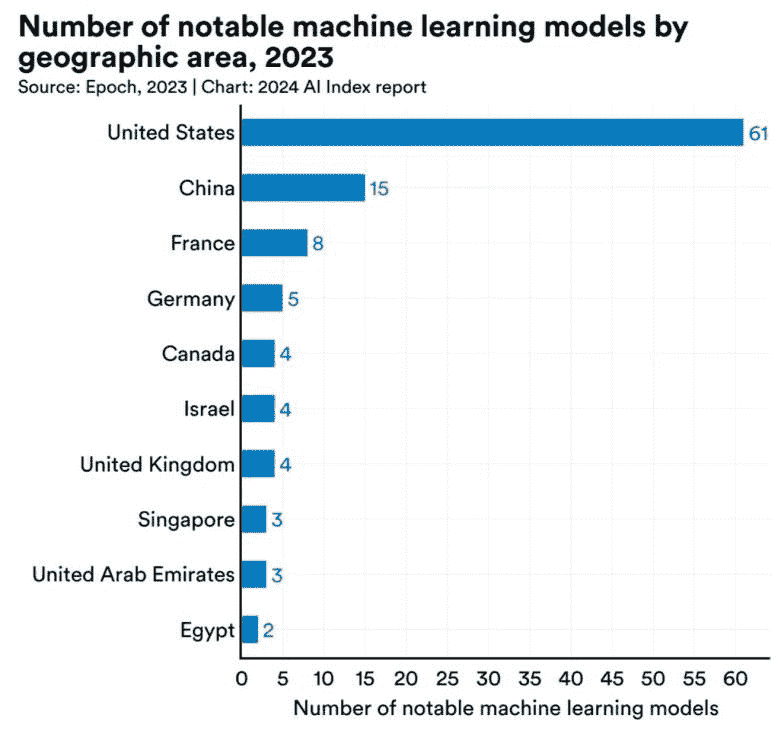 Number of notable machine learning models by
geographic area, 2023
Source: Epoch, 2023 | Chart: 2024 AI Index report
United States 61
China 15
France 8
Germany 5
Canada 4
Israel 4
United Kingdom 4
Singapore 3
United Arab Emirates 3
Egypt 2
0 5 10 15 20 25 30 35 40 45 50 55 60
Number of notable machine learning models